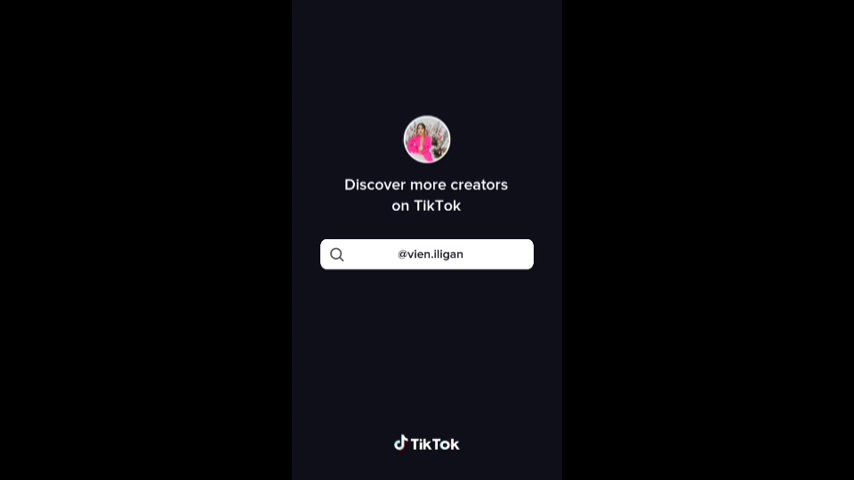 Discover more creators
on TikTok
@vien.iligan
TikTok